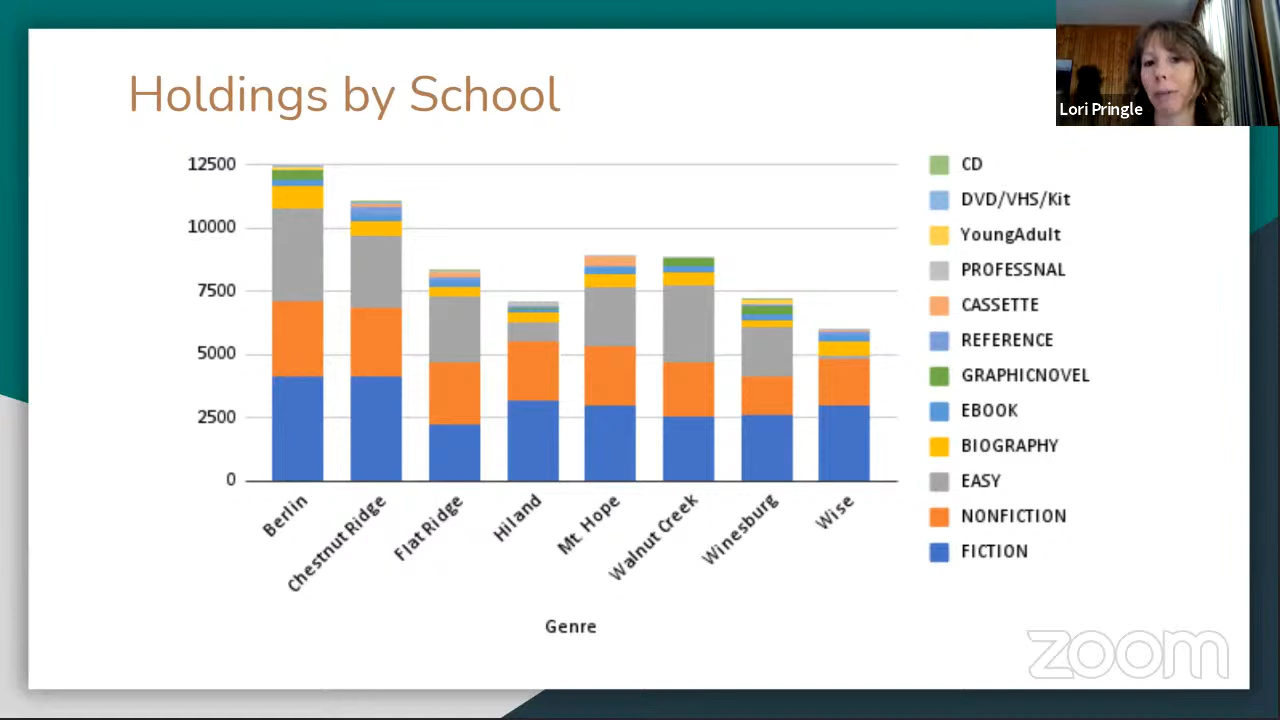 Holdings by School
Lori Pringle
12500
10000
7500
5000
2500
0
Berlin
Chestnut Ridge
Flat Ridge
Hiland
Mt. Hope
Walnut Creek
Winesburg
Wise
Genre
CD
DVD/VHS/Kit
YoungAdult
PROFESSNAL
CASSETTE
REFERENCE
GRAPHICNOVEL
EBOOK
BIOGRAPHY
EASY
NONFICTION
FICTION
zoom